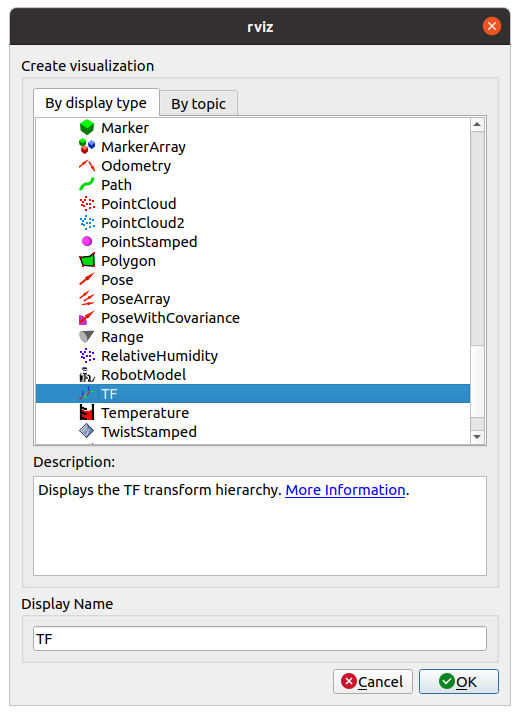 rviz
Create visualization
By display type
By topic
Marker
MarkerArray
Odometry
Path
PointCloud
PointCloud2
PointStamped
Polygon
Pose
PoseArray
PoseWithCovariance
Range
RelativeHumidity
RobotModel
TF
Temperature
TwistStamped
Description:
Displays the TF transform hierarchy. More Information.
Display Name
TF
Cancel
OK